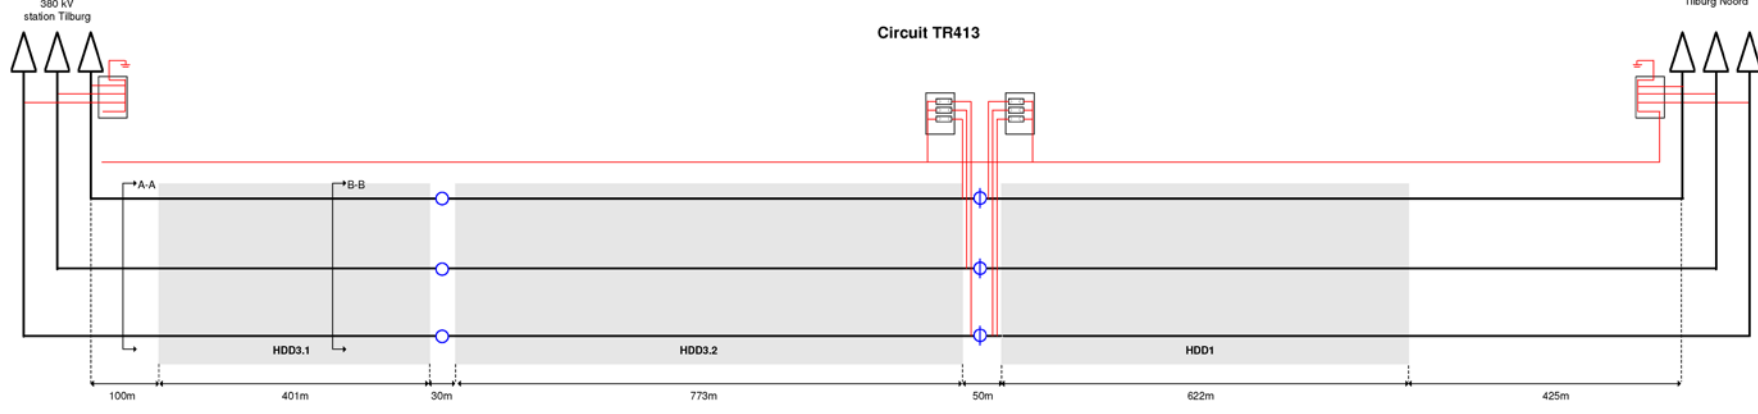 380 kV
station Tilburg
Tilburg Noord
Circuit TR413
A-A
B-B
HDD3.1
HDD3.2
HDD1
100m
401m
30m
773m
50m
622m
425m